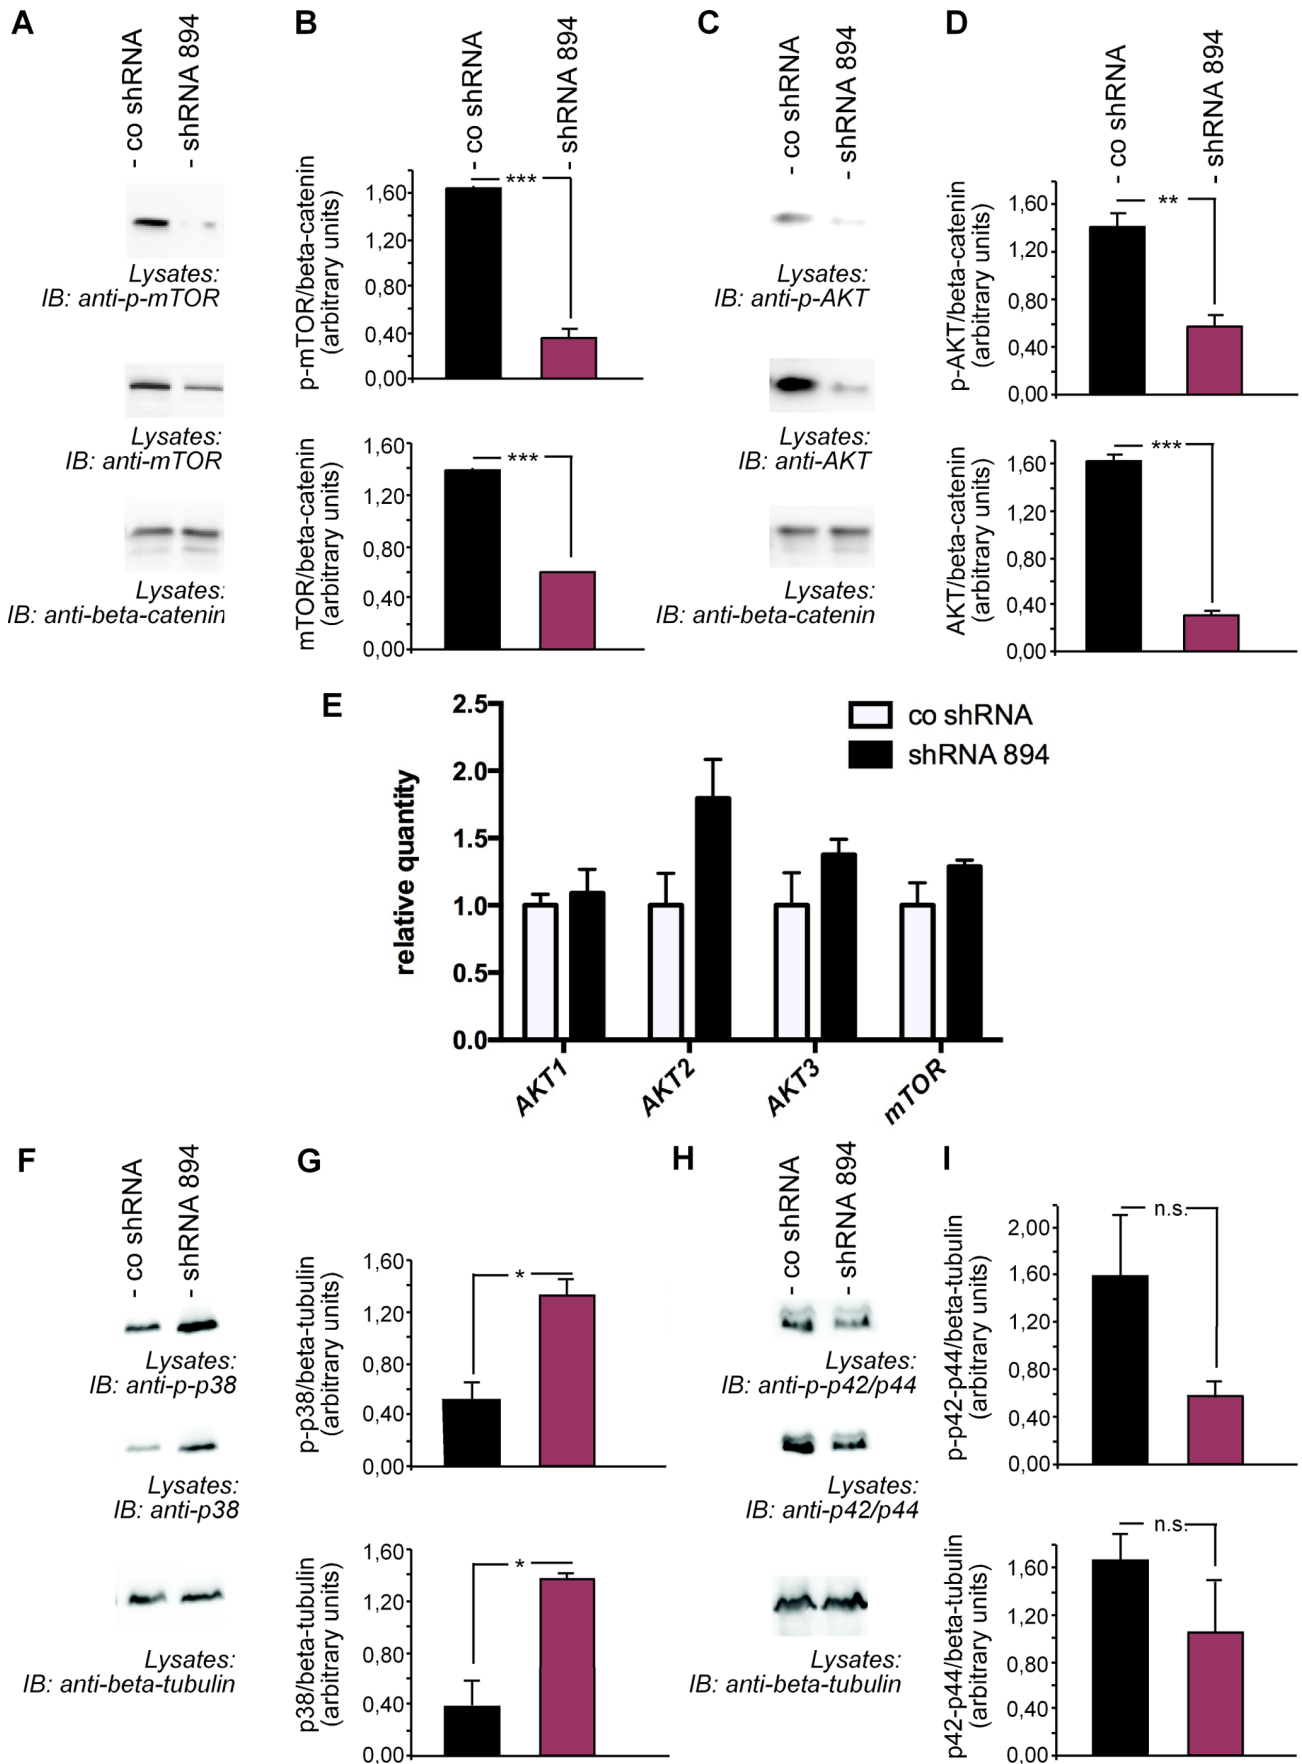 A
- co shRNA
- shRNA 894
Lysates:
IB: anti-p-mTOR
Lysates:
IB: anti-mTOR
Lysates:
IB: anti-beta-catenin
B
- co shRNA
- shRNA 894
p-mTOR/beta-catenin
(arbitrary units)
1,60
1,20
0,80
0,40
0,00
***
mTOR/beta-catenin
(arbitrary units)
1,60
1,20
0,80
0,40
0,00
***
C
- co shRNA
- shRNA 894
Lysates:
IB: anti-p-AKT
Lysates:
IB: anti-AKT
Lysates:
IB: anti-beta-catenin
D
- co shRNA
- shRNA 894
p-AKT/beta-catenin
(arbitrary units)
1,60
1,20
0,80
0,40
0,00
**
AKT/beta-catenin
(arbitrary units)
1,60
1,20
0,80
0,40
0,00
***
E
relative quantity
2.5
2.0
1.5
1.0
0.5
0.0
co shRNA
shRNA 894
AKT1
AKT2
AKT3
mTOR
F
- co shRNA
- shRNA 894
Lysates:
IB: anti-p-p38
Lysates:
IB: anti-p38
Lysates:
IB: anti-beta-tubulin
G
p-p38/beta-tubulin
(arbitrary units)
1,60
1,20
0,80
0,40
0,00
*
p38/beta-tubulin
(arbitrary units)
1,60
1,20
0,80
0,40
0,00
*
H
- co shRNA
- shRNA 894
Lysates:
IB: anti-p-p42/p44
Lysates:
IB: anti-p42/p44
Lysates:
IB: anti-beta-tubulin
I
p-p42-p44/beta-tubulin
(arbitrary units)
2,00
1,60
1,20
0,80
0,40
0,00
n.s.
p42-p44/beta-tubulin
(arbitrary units)
1,60
1,20
0,80
0,40
0,00
n.s.